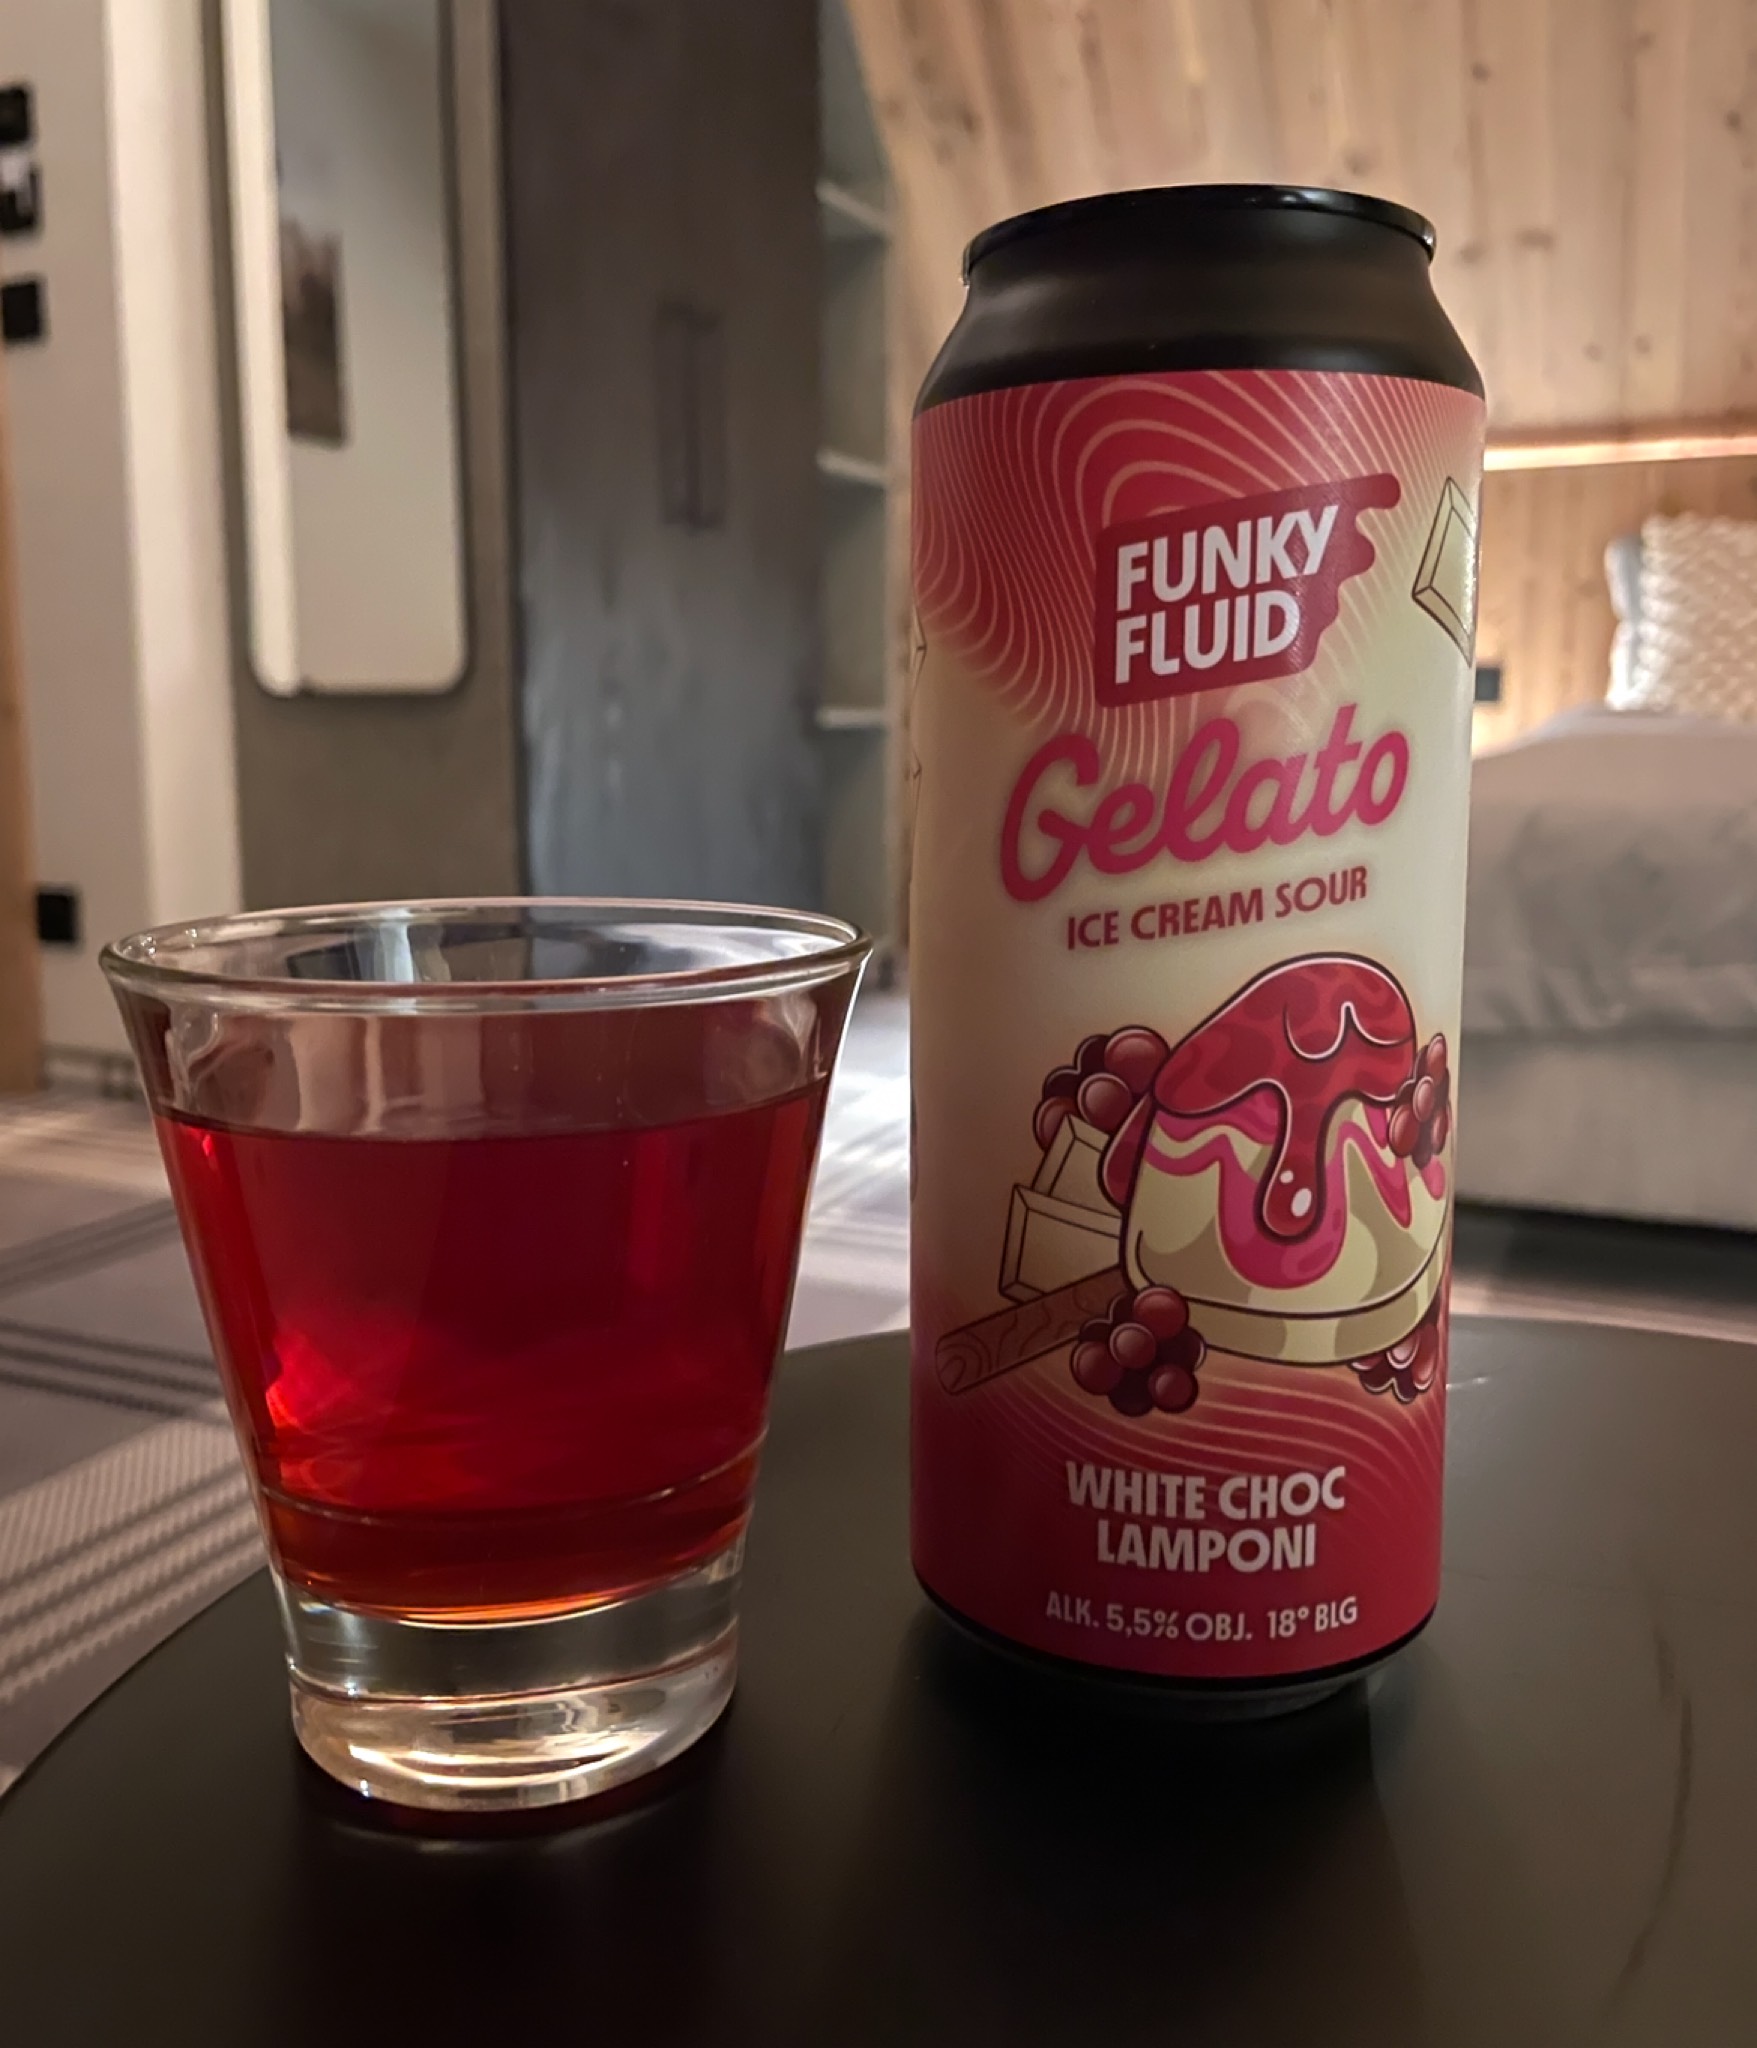 FUNKY
FLUID
Gelato
ICE CREAM SOUR
WHITE CHOC
LAMPONI
ALK. 5,5% OBJ. 18° BLG